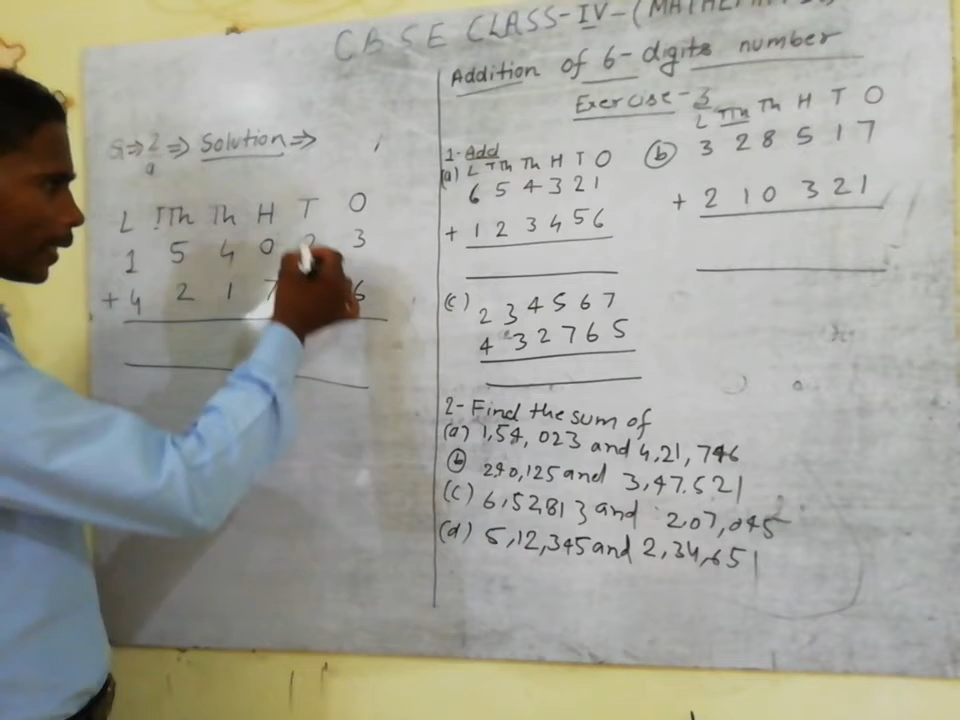 CBSE CLASS-IV-(MATHEMATI
Addition of 6-digits number
Exercise-3
2 ⇒ Solution ⇒
a
L TTh Th H T O
1 5 4 0 2 3
+ 4 2 1 7 6
1- Add
(a) L TTh Th H T O
6 5 4 3 2 1
+ 1 2 3 4 5 6
(b) L TTh Th H T O
3 2 8 5 1 7
+ 2 1 0 3 2 1
(c) 2 3 4 5 6 7
4 3 2 7 6 5
2- Find the sum of
(a) 1,54,023 and 4,21,746
(b) 240,125 and 3,47.521
(c) 6,52813 and 2,07,045
(d) 5,12,345 and 2,34,651